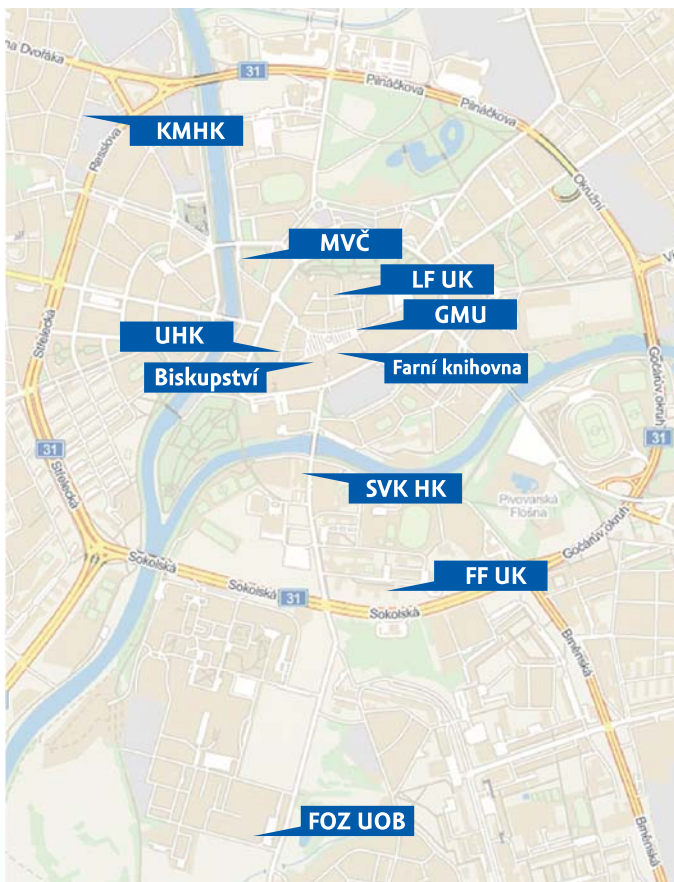 na Dvořáka
31
Pilnáčkova
Pilnáčkova
KMHK
Resslova
Okružní
MVČ
LF UK
GMU
UHK
Střelecká
Biskupství
Farní knihovna
Gočárův okruh
31
31
Střelecká
SVK HK
Pivovarská
Flošna
Gočárův okruh
Sokolská
FF UK
Sokolská
31
Sokolská
Brněnská
FOZ UOB
Brněnská